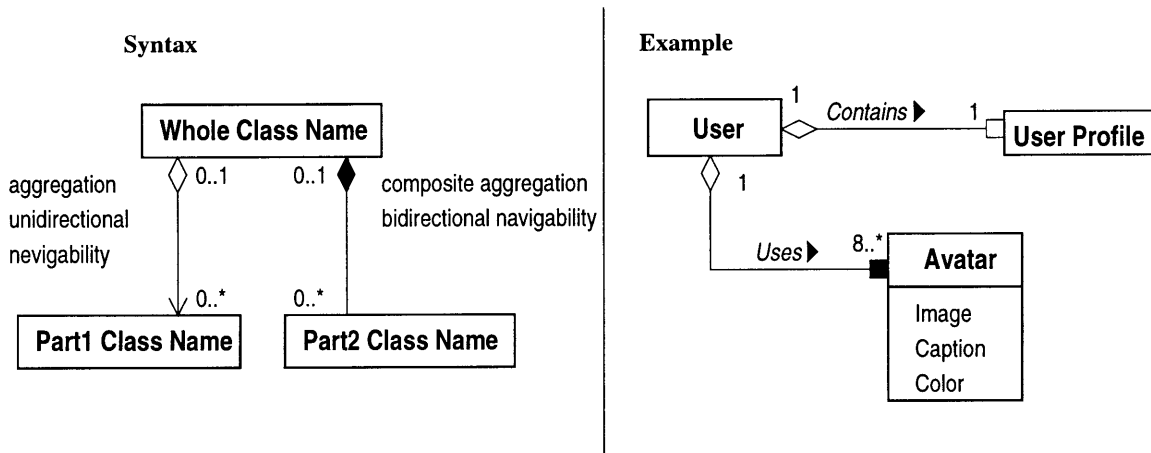 Syntax
Whole Class Name
0..1
0..1
aggregation
unidirectional
nevigability
composite aggregation
bidirectional navigability
0..*
0..*
Part1 Class Name
Part2 Class Name
Example
User
1
Contains
1
User Profile
1
Uses
8..*
Avatar
Image
Caption
Color